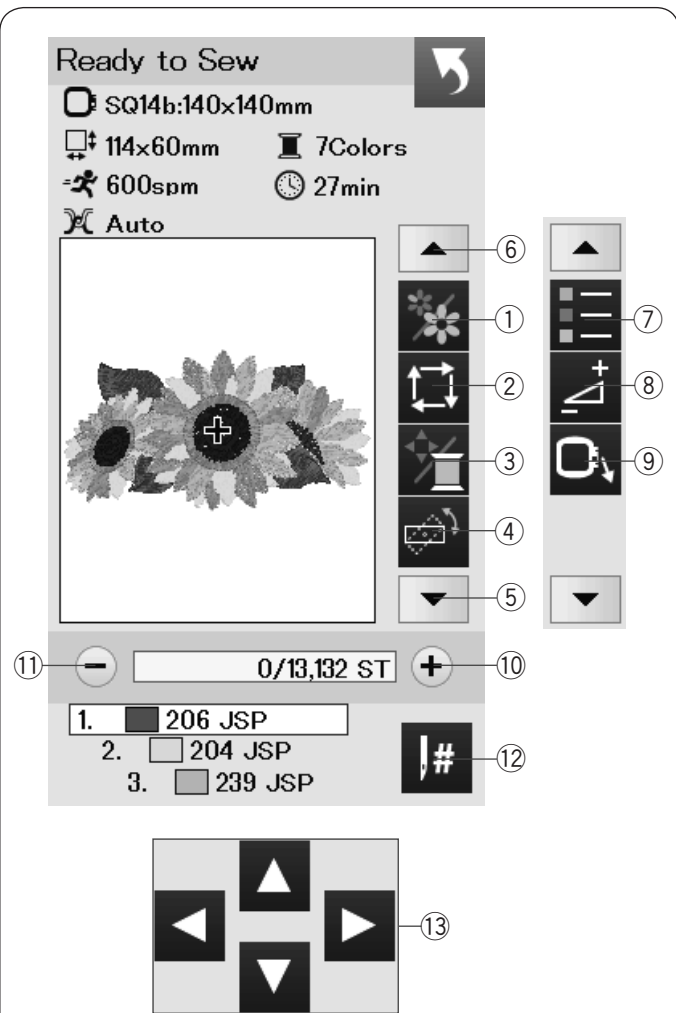 Ready to Sew
SQ14b:140x140mm
114x60mm 7Colors
600spm 27min
Auto
⑥
① ⑦
② ⑧
③ ⑨
④
⑤
⑪ − 0/13,132 ST + ⑩
1. 206 JSP
2. 204 JSP
3. 239 JSP
# ⑫
⑬